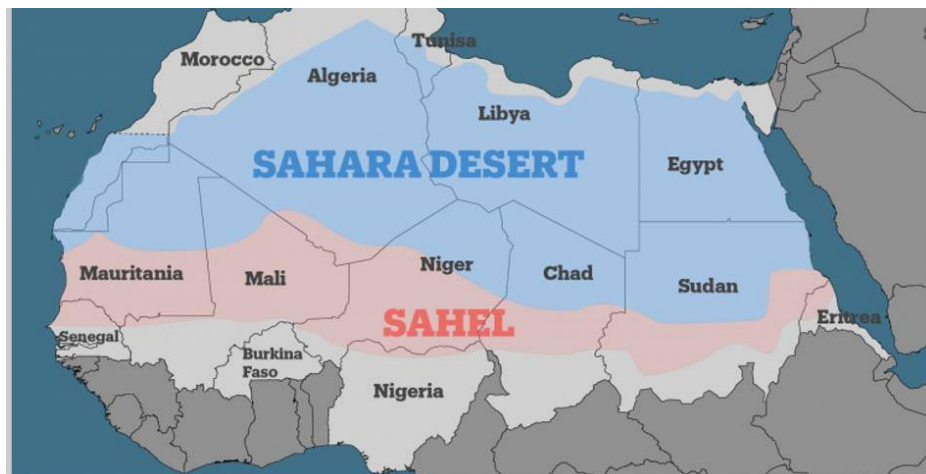 Tunisa
Morocco
Algeria
Libya
SAHARA DESERT
Egypt
Mauritania
Mali
Niger
Chad
Sudan
SAHEL
Eritrea
Senegal
Burkina
Faso
Nigeria